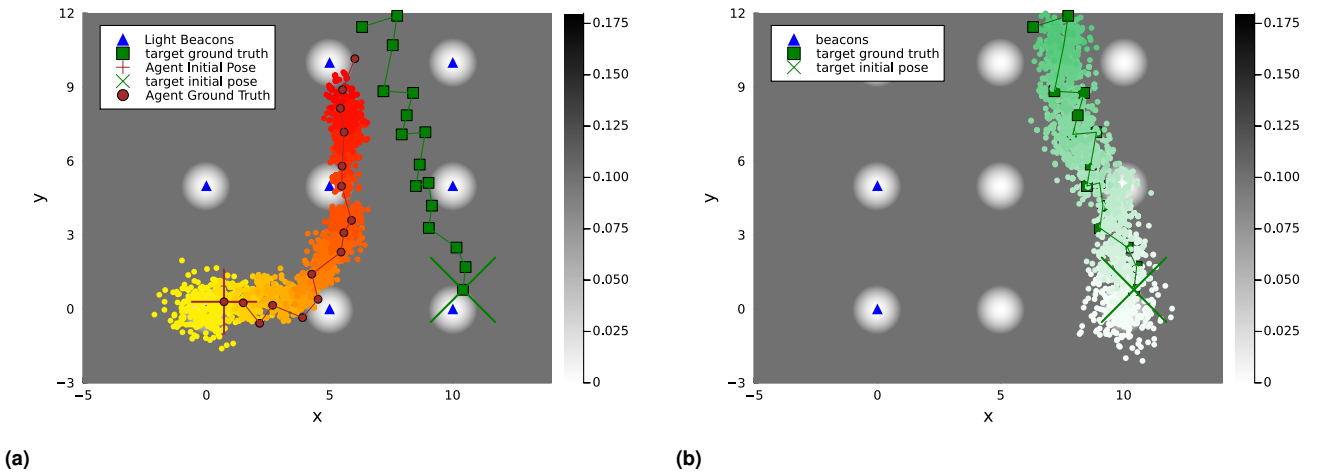 12
9
6
3
0
−3
y
−5
0
5
10
x
Light Beacons
target ground truth
Agent Initial Pose
target initial pose
Agent Ground Truth
0.175
0.150
0.125
0.100
0.075
0.050
0.025
0
(a)
12
9
6
3
0
−3
y
−5
0
5
10
x
beacons
target ground truth
target initial pose
0.175
0.150
0.125
0.100
0.075
0.050
0.025
0
(b)